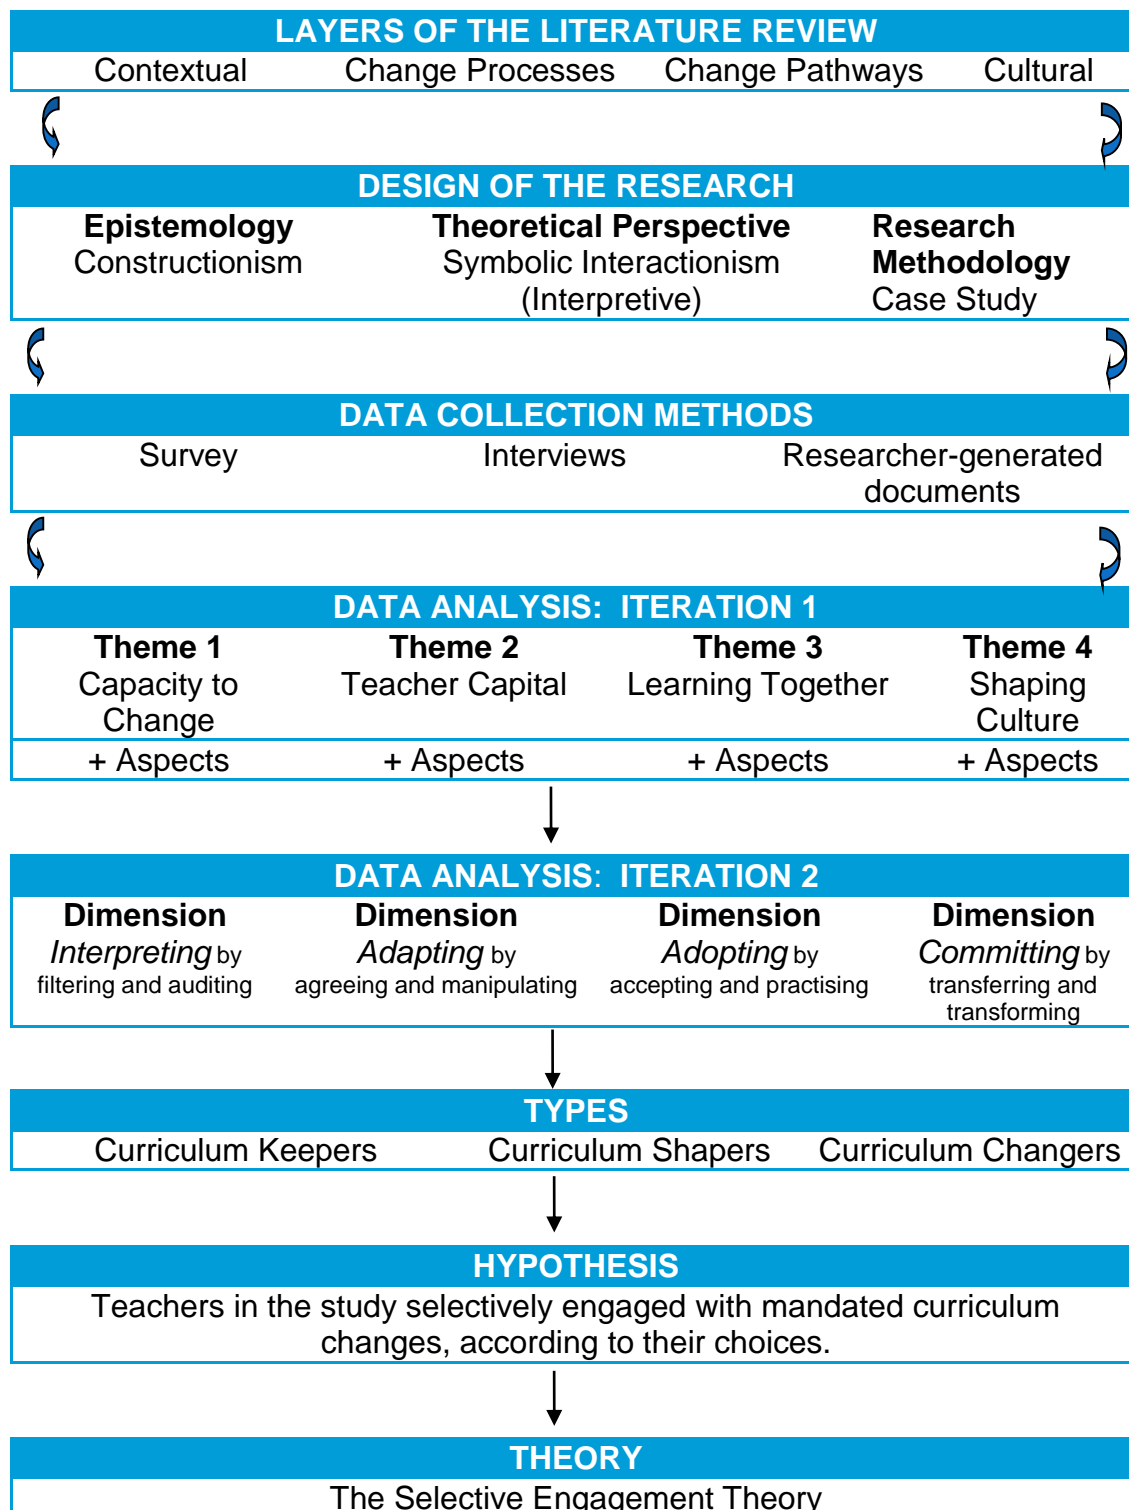 LAYERS OF THE LITERATURE REVIEW
Contextual Change Processes Change Pathways Cultural
DESIGN OF THE RESEARCH
Epistemology Theoretical Perspective Research
Constructionism Symbolic Interactionism Methodology
(Interpretive) Case Study
DATA COLLECTION METHODS
Survey Interviews Researcher-generated
documents
DATA ANALYSIS: ITERATION 1
Theme 1 Theme 2 Theme 3 Theme 4
Capacity to Teacher Capital Learning Together Shaping
Change Culture
+ Aspects + Aspects + Aspects + Aspects
DATA ANALYSIS: ITERATION 2
Dimension Dimension Dimension Dimension
Interpreting by Adapting by Adopting by Committing by
filtering and auditing agreeing and manipulating accepting and practising transferring and
transforming
TYPES
Curriculum Keepers Curriculum Shapers Curriculum Changers
HYPOTHESIS
Teachers in the study selectively engaged with mandated curriculum
changes, according to their choices.
THEORY
The Selective Engagement Theory